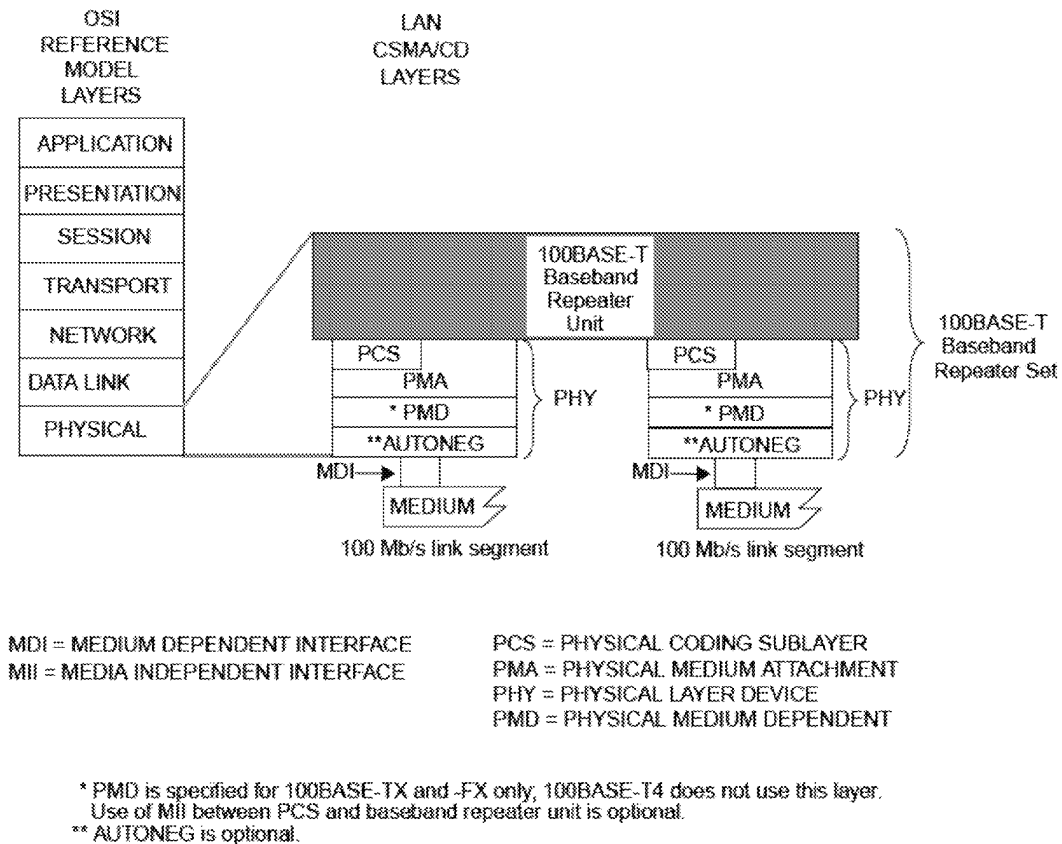 OSI
REFERENCE
MODEL
LAYERS
LAN
CSMA/CD
LAYERS
APPLICATION
PRESENTATION
SESSION
TRANSPORT
NETWORK
DATA LINK
PHYSICAL
100BASE-T
Baseband
Repeater
Unit
PCS
PMA
* PMD
**AUTONEG
PHY
MDI
MEDIUM
100 Mb/s link segment
PCS
PMA
* PMD
**AUTONEG
PHY
MDI
MEDIUM
100 Mb/s link segment
100BASE-T
Baseband
Repeater Set
MDI = MEDIUM DEPENDENT INTERFACE
MII = MEDIA INDEPENDENT INTERFACE
PCS = PHYSICAL CODING SUBLAYER
PMA = PHYSICAL MEDIUM ATTACHMENT
PHY = PHYSICAL LAYER DEVICE
PMD = PHYSICAL MEDIUM DEPENDENT
* PMD is specified for 100BASE-TX and -FX only; 100BASE-T4 does not use this layer.
Use of MII between PCS and baseband repeater unit is optional.
** AUTONEG is optional.